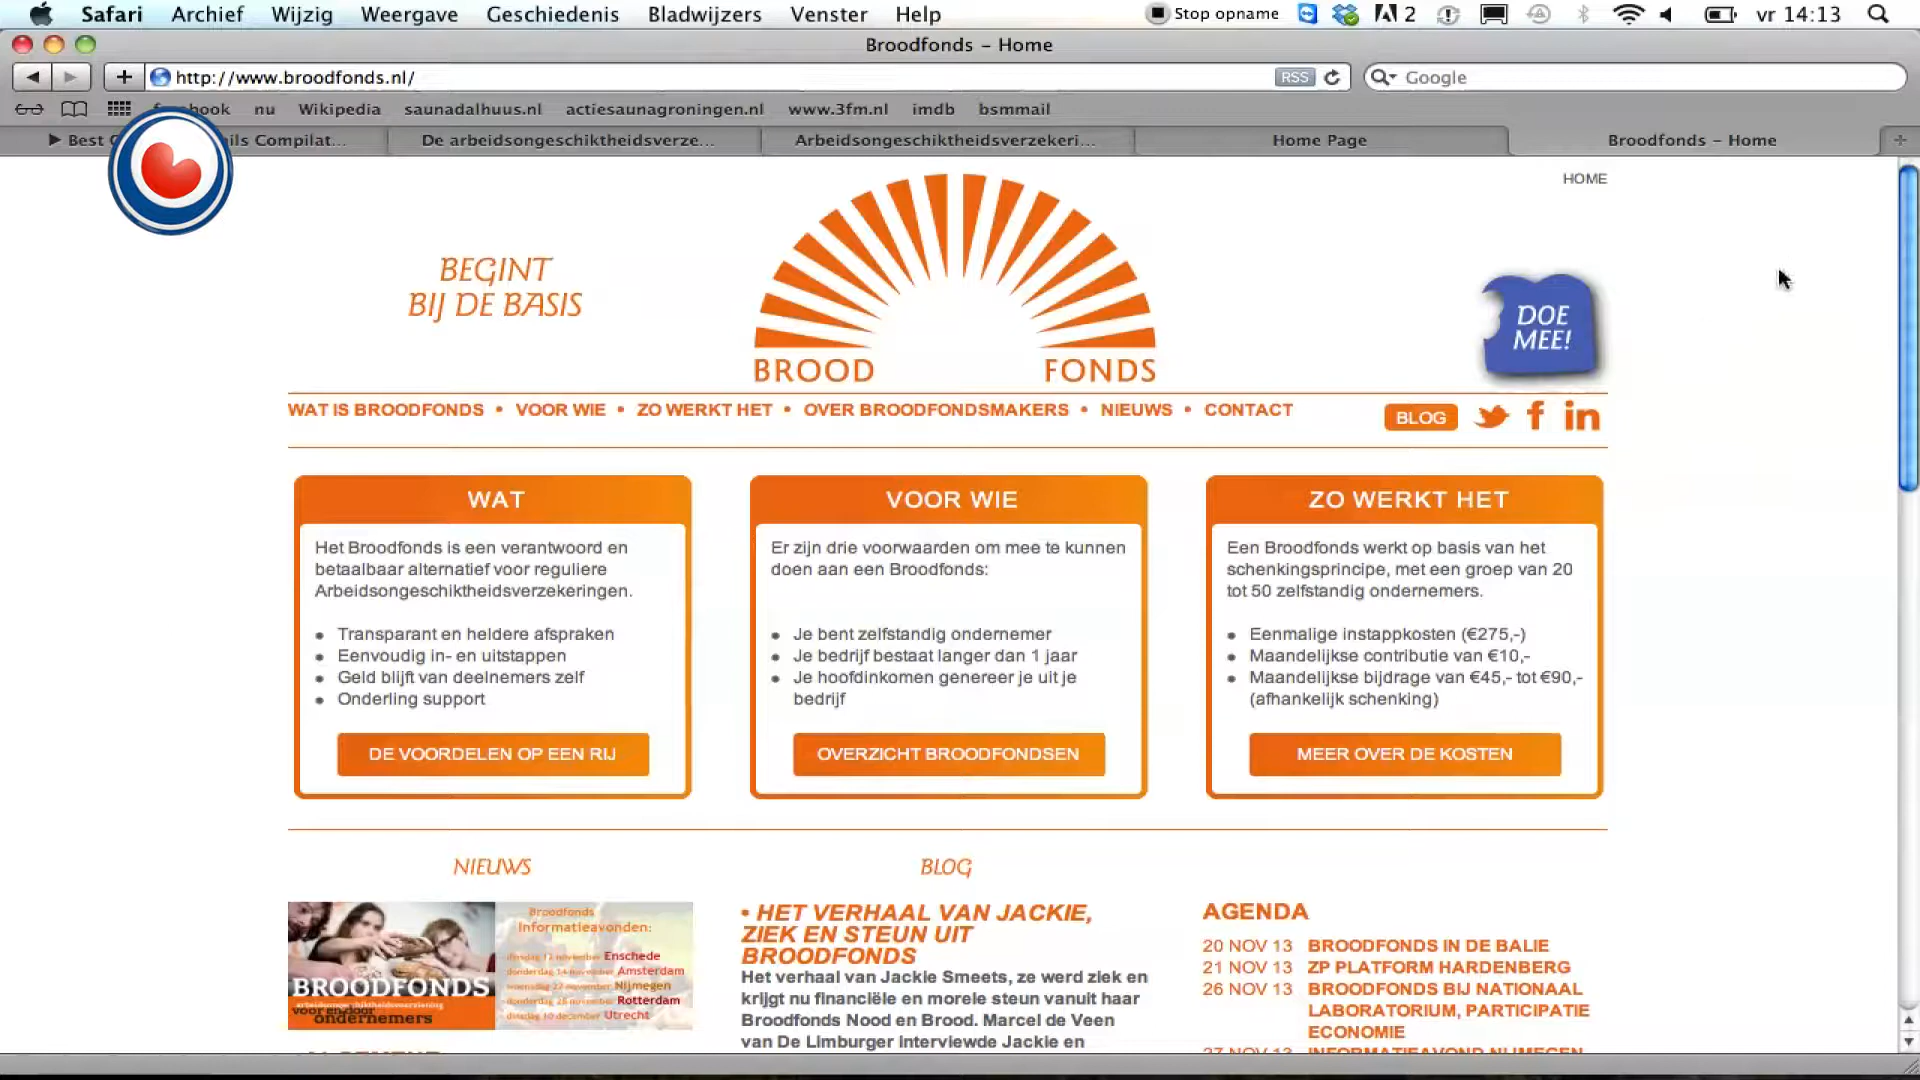 Safari Archief Wijzig Weergave Geschiedenis Bladwijzers Venster Help Stop opname 2 vr 14:13
Broodfonds – Home
http://www.broodfonds.nl/ RSS Google
nu Wikipedia saunadalhuus.nl actiesaunagroningen.nl www.3fm.nl imdb bsmmail
Best ils Compilat... De arbeidsongeschiktheidsverze... Arbeidsongeschiktheidsverzekeri... Home Page Broodfonds – Home
HOME
BEGINT
BIJ DE BASIS
BROOD FONDS
DOE
MEE!
WAT IS BROODFONDS • VOOR WIE • ZO WERKT HET • OVER BROODFONDSMAKERS • NIEUWS • CONTACT
BLOG
WAT
Het Broodfonds is een verantwoord en
betaalbaar alternatief voor reguliere
Arbeidsongeschiktheidsverzekeringen.
• Transparant en heldere afspraken
• Eenvoudig in- en uitstappen
• Geld blijft van deelnemers zelf
• Onderling support
DE VOORDELEN OP EEN RIJ
VOOR WIE
Er zijn drie voorwaarden om mee te kunnen
doen aan een Broodfonds:
• Je bent zelfstandig ondernemer
• Je bedrijf bestaat langer dan 1 jaar
• Je hoofdinkomen genereer je uit je
bedrijf
OVERZICHT BROODFONDSEN
ZO WERKT HET
Een Broodfonds werkt op basis van het
schenkingsprincipe, met een groep van 20
tot 50 zelfstandig ondernemers.
• Eenmalige instappkosten (€275,-)
• Maandelijkse contributie van €10,-
• Maandelijkse bijdrage van €45,- tot €90,-
(afhankelijk schenking)
MEER OVER DE KOSTEN
NIEUWS
BROODFONDS
voor en door
ondernemers
Broodfonds
Informatieavonden:
dinsdag 12 november Enschede
donderdag 14 november Amsterdam
woensdag 27 november Nijmegen
donderdag 28 november Rotterdam
dinsdag 10 december Utrecht
BLOG
• HET VERHAAL VAN JACKIE,
ZIEK EN STEUN UIT
BROODFONDS
Het verhaal van Jackie Smeets, ze werd ziek en
krijgt nu financiële en morele steun vanuit haar
Broodfonds Nood en Brood. Marcel de Veen
van De Limburger interviewde Jackie en
AGENDA
20 NOV 13 BROODFONDS IN DE BALIE
21 NOV 13 ZP PLATFORM HARDENBERG
26 NOV 13 BROODFONDS BIJ NATIONAAL
LABORATORIUM, PARTICIPATIE
ECONOMIE
27 NOV 13 INFORMATIEAVOND NIJMEGEN